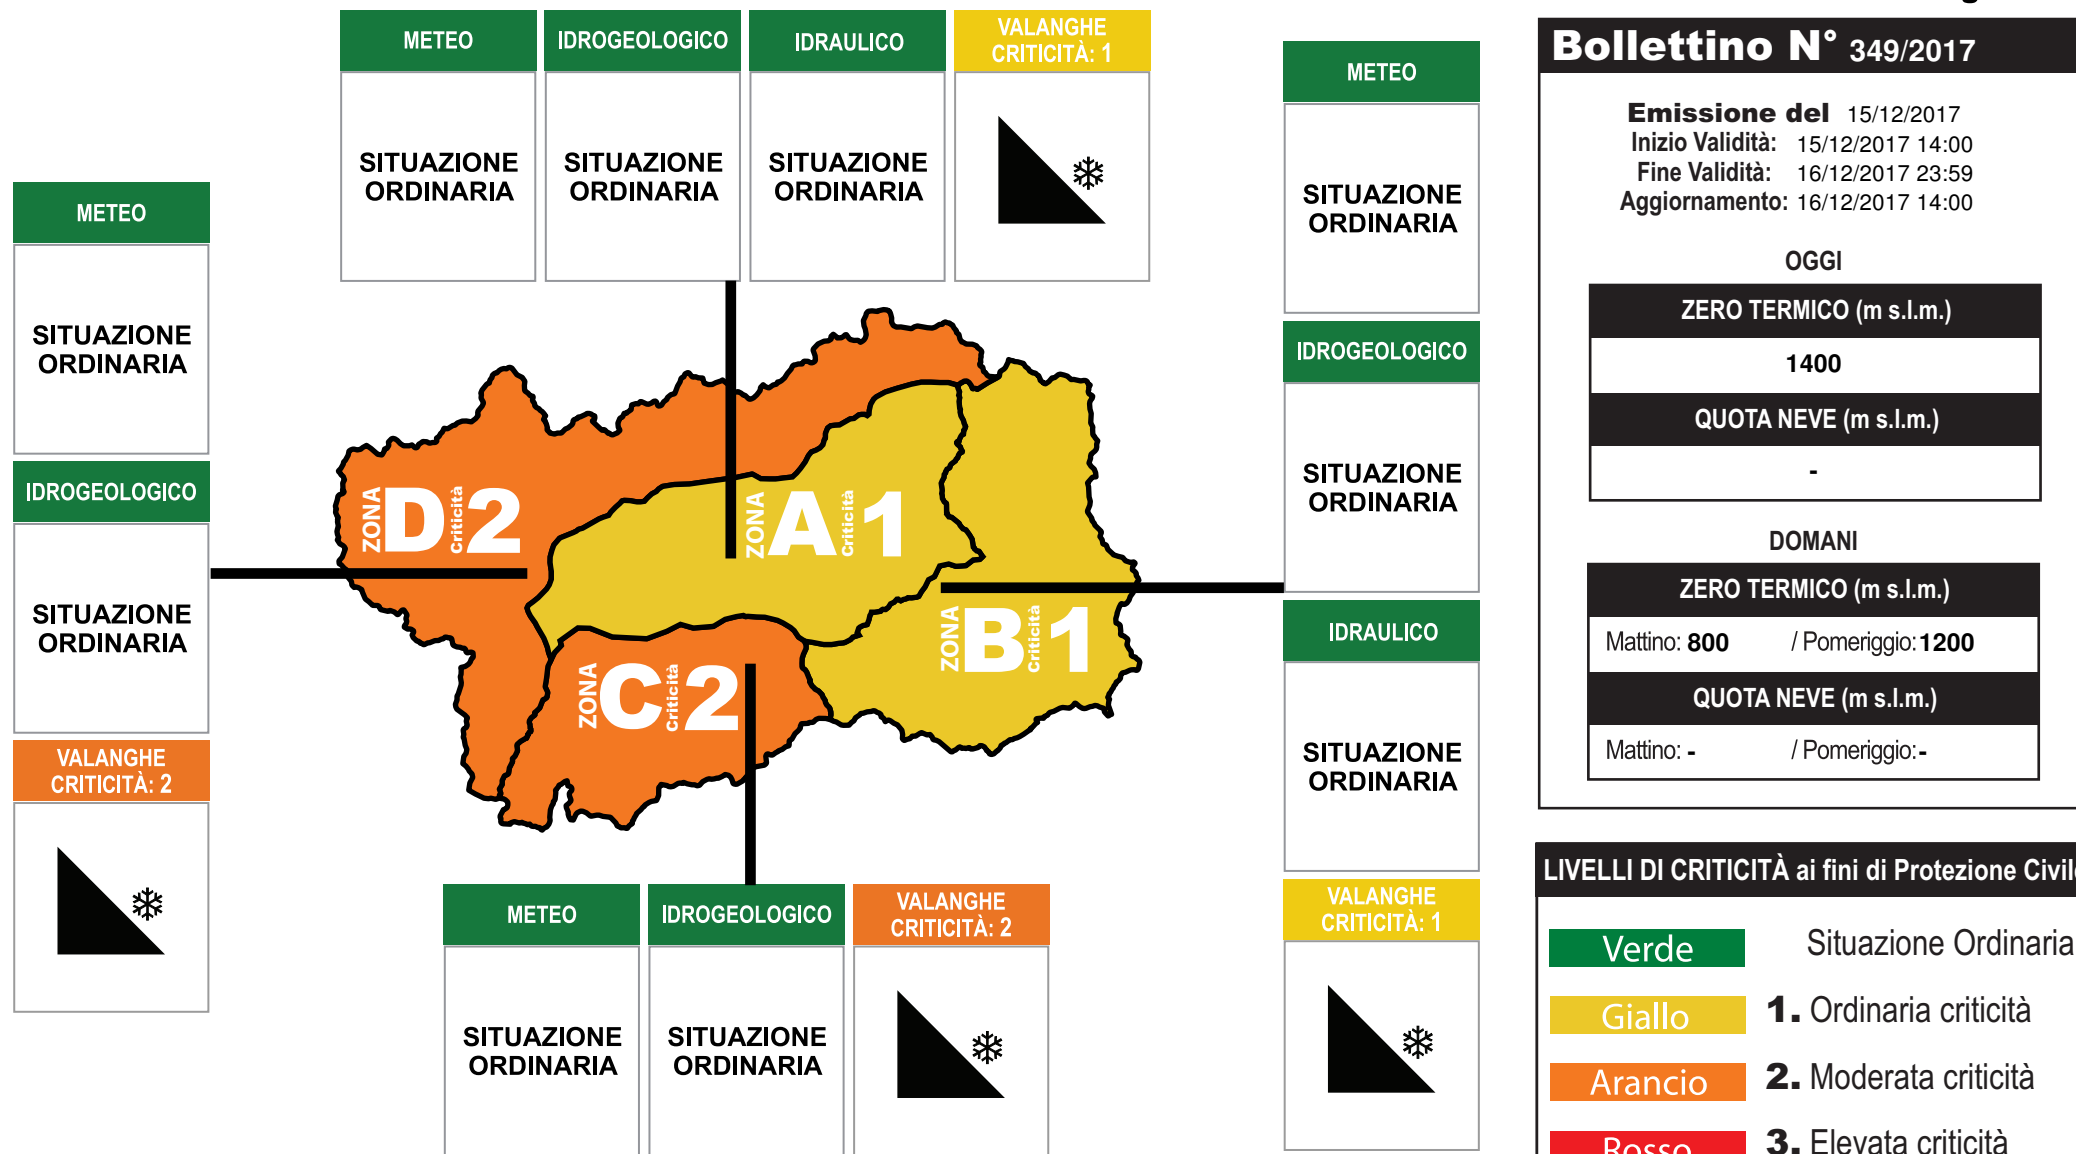 METEO
IDROGEOLOGICO
IDRAULICO
VALANGHE
CRITICITÀ: 1
SITUAZIONE
ORDINARIA
SITUAZIONE
ORDINARIA
SITUAZIONE
ORDINARIA
METEO
SITUAZIONE
ORDINARIA
IDROGEOLOGICO
SITUAZIONE
ORDINARIA
VALANGHE
CRITICITÀ: 2
ZONA D Criticità 2
ZONA A Criticità 1
ZONA B Criticità 1
ZONA C Criticità 2
METEO
IDROGEOLOGICO
VALANGHE
CRITICITÀ: 2
SITUAZIONE
ORDINARIA
SITUAZIONE
ORDINARIA
METEO
SITUAZIONE
ORDINARIA
IDROGEOLOGICO
SITUAZIONE
ORDINARIA
IDRAULICO
SITUAZIONE
ORDINARIA
VALANGHE
CRITICITÀ: 1
Bollettino N° 349/2017
Emissione del 15/12/2017
Inizio Validità: 15/12/2017 14:00
Fine Validità: 16/12/2017 23:59
Aggiornamento: 16/12/2017 14:00
OGGI
ZERO TERMICO (m s.l.m.)
1400
QUOTA NEVE (m s.l.m.)
-
DOMANI
ZERO TERMICO (m s.l.m.)
Mattino: 800 / Pomeriggio: 1200
QUOTA NEVE (m s.l.m.)
Mattino: - / Pomeriggio: -
LIVELLI DI CRITICITÀ ai fini di Protezione Civile
Verde Situazione Ordinaria
Giallo 1. Ordinaria criticità
Arancio 2. Moderata criticità
Rosso 3. Elevata criticità